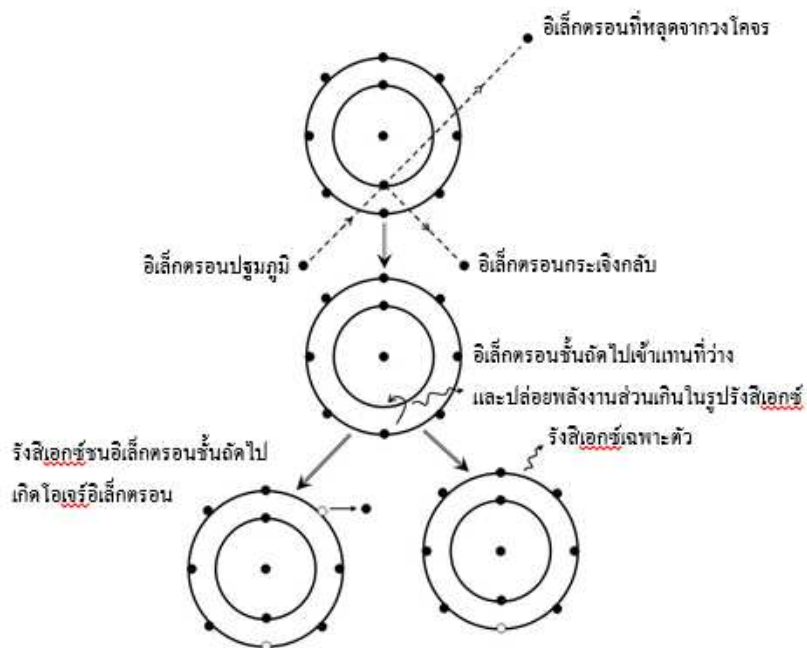 อิเล็กตรอนที่หลุดจากวงโคจร
อิเล็กตรอนปฐมภูมิ
อิเล็กตรอนกระเจิงกลับ
อิเล็กตรอนชั้นถัดไปเข้าแทนที่ว่าง
และปล่อยพลังงานส่วนเกินในรูปรังสีเอกซ์
รังสีเอกซ์ชนอิเล็กตรอนชั้นถัดไป
เกิดโอเจร์อิเล็กตรอน
รังสีเอกซ์เฉพาะตัว